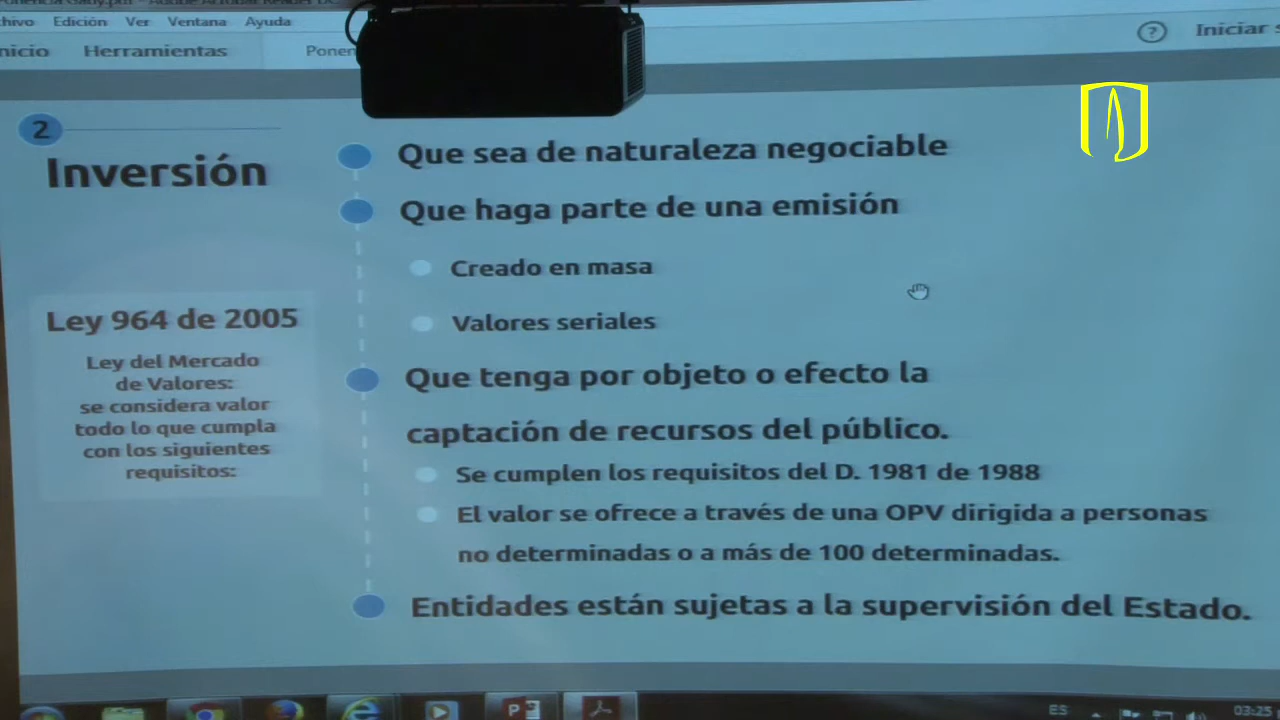 Edición Ver Ventana Ayuda
Herramientas
Iniciar
2
Inversión
Que sea de naturaleza negociable
Que haga parte de una emisión
Creado en masa
Valores seriales
Ley 964 de 2005
Ley del Mercado
de Valores:
se considera valor
todo lo que cumpla
con los siguientes
requisitos:
Que tenga por objeto o efecto la
captación de recursos del público.
Se cumplen los requisitos del D. 1981 de 1988
El valor se ofrece a través de una OPV dirigida a personas
no determinadas o a más de 100 determinadas.
Entidades están sujetas a la supervisión del Estado.
ES
03:25